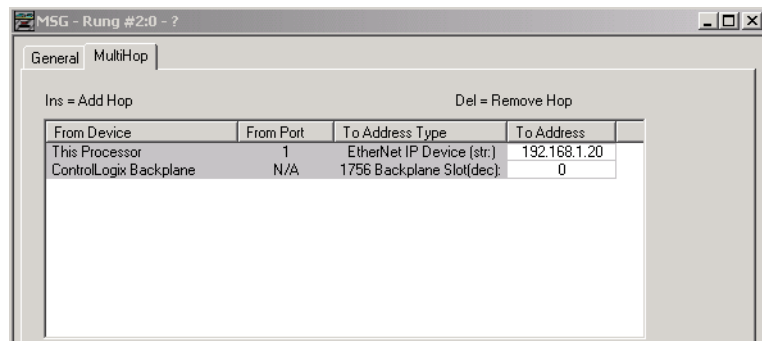 MSG - Rung #2:0 - ?
General MultiHop
Ins = Add Hop Del = Remove Hop
From Device From Port To Address Type To Address
This Processor 1 EtherNet IP Device (str:) 192.168.1.20
ControlLogix Backplane N/A 1756 Backplane Slot(dec): 0